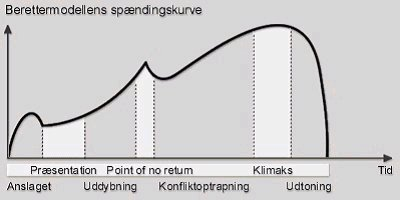 Berettermodellens spændingskurve
Præsentation Point of no return Klimaks Tid
Anslaget Uddybning Konfliktoptrapning Udtoning